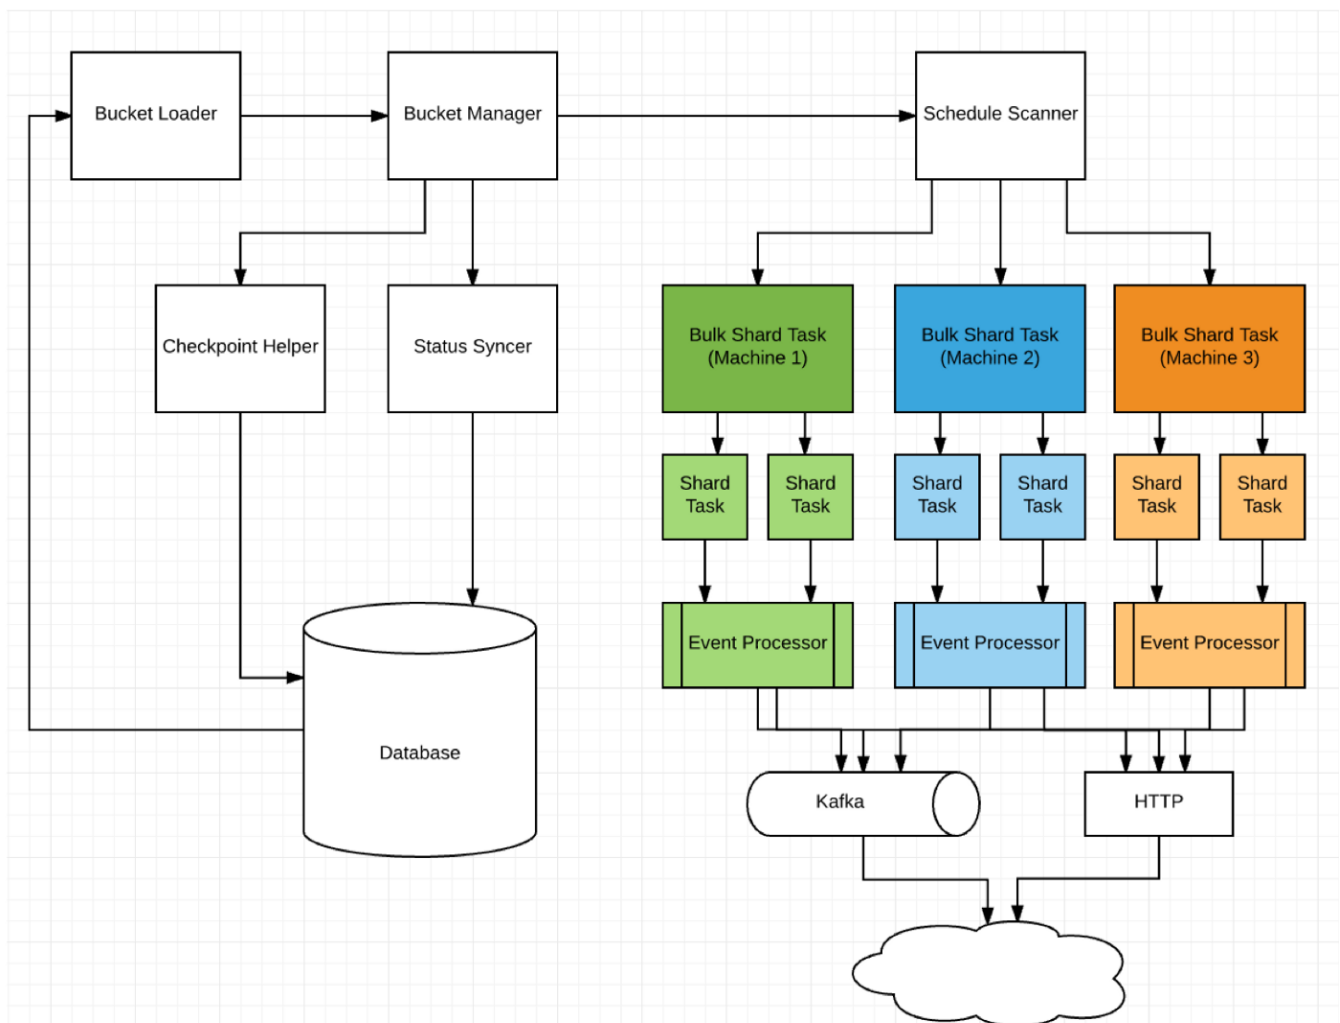 Bucket Loader
Bucket Manager
Schedule Scanner
Checkpoint Helper
Status Syncer
Bulk Shard Task
(Machine 1)
Bulk Shard Task
(Machine 2)
Bulk Shard Task
(Machine 3)
Shard
Task
Shard
Task
Shard
Task
Shard
Task
Shard
Task
Shard
Task
Event Processor
Event Processor
Event Processor
Database
Kafka
HTTP